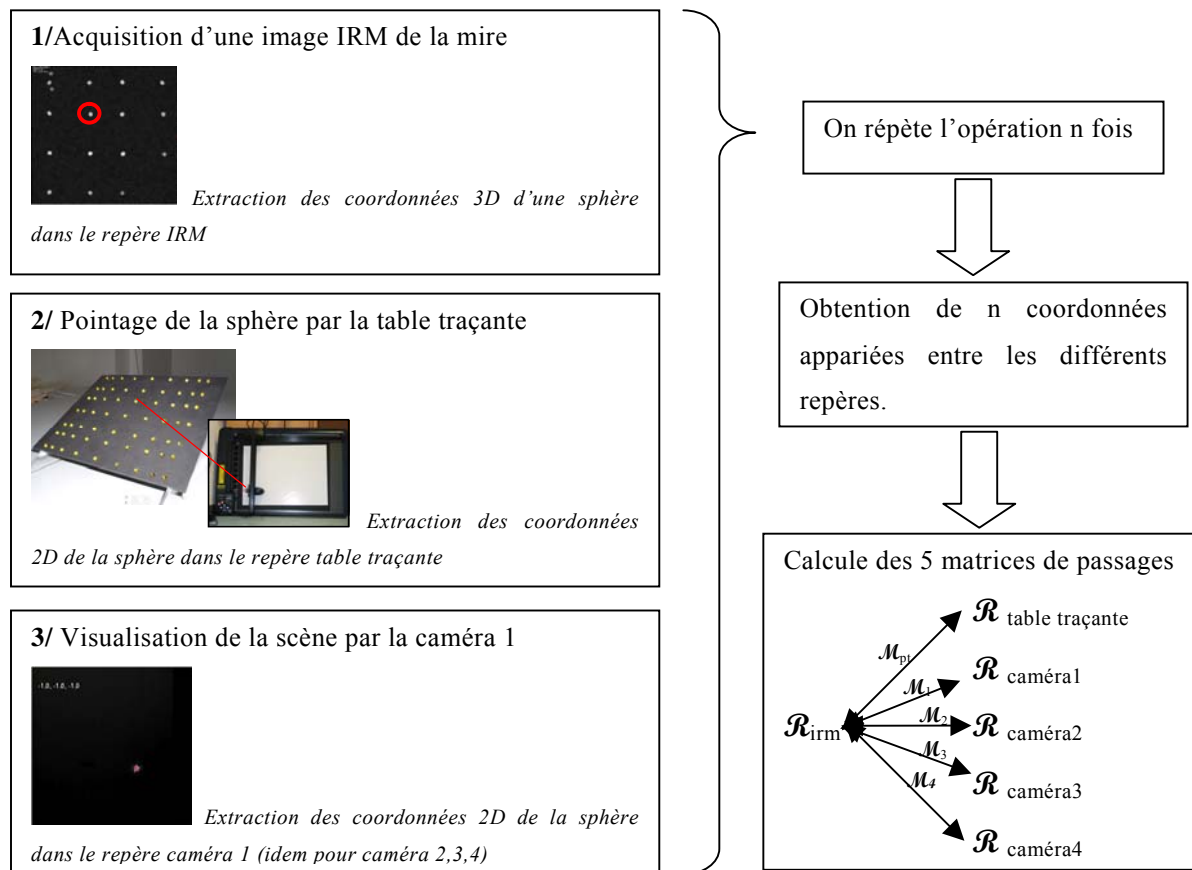 1/Acquisition d’une image IRM de la mire
Extraction des coordonnées 3D d’une sphère
dans le repère IRM
2/ Pointage de la sphère par la table traçante
Extraction des coordonnées
2D de la sphère dans le repère table traçante
3/ Visualisation de la scène par la caméra 1
-1.0, -1.0, -1.0
Extraction des coordonnées 2D de la sphère
dans le repère caméra 1 (idem pour caméra 2,3,4)
On répète l’opération n fois
Obtention de n coordonnées
appariées entre les différents
repères.
Calcule des 5 matrices de passages
ℛ table traçante
ℳpt
ℛ caméra1
ℳ1
ℛirm
ℳ2
ℛ caméra2
ℳ3
ℛ caméra3
ℳ4
ℛ caméra4